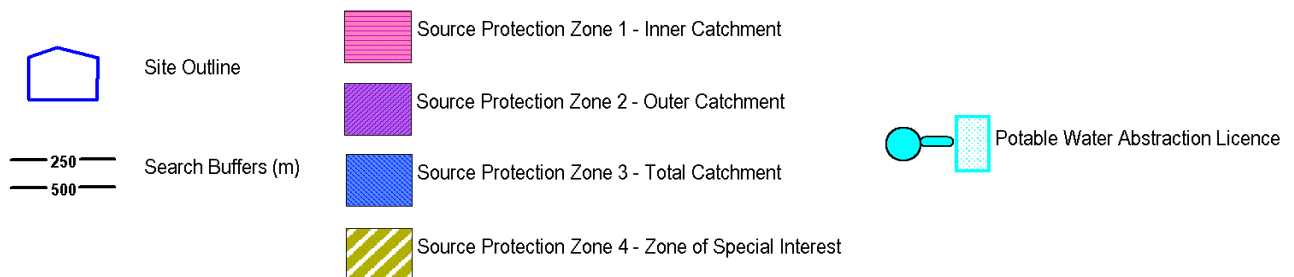 Site Outline
250
500
Search Buffers (m)
Source Protection Zone 1 - Inner Catchment
Source Protection Zone 2 - Outer Catchment
Source Protection Zone 3 - Total Catchment
Source Protection Zone 4 - Zone of Special Interest
Potable Water Abstraction Licence